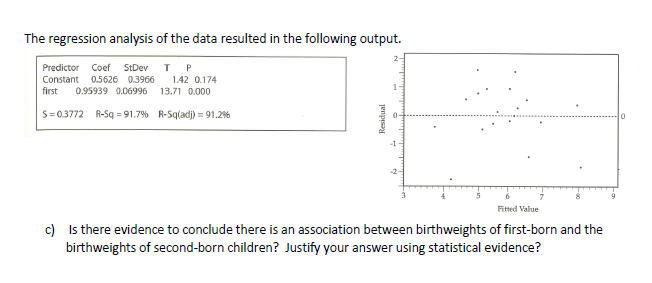 The regression analysis of the data resulted in the following output.
Predictor Coef StDev T P
Constant 0.5626 0.3966 1.42 0.174
first 0.95939 0.06996 13.71 0.000
S = 0.3772 R-Sq = 91.7% R-Sq(adj) = 91.2%
2
1
0
-1
-2
Residual
0
3 4 5 6 7 8 9
Fitted Value
c) Is there evidence to conclude there is an association between birthweights of first-born and the
birthweights of second-born children? Justify your answer using statistical evidence?